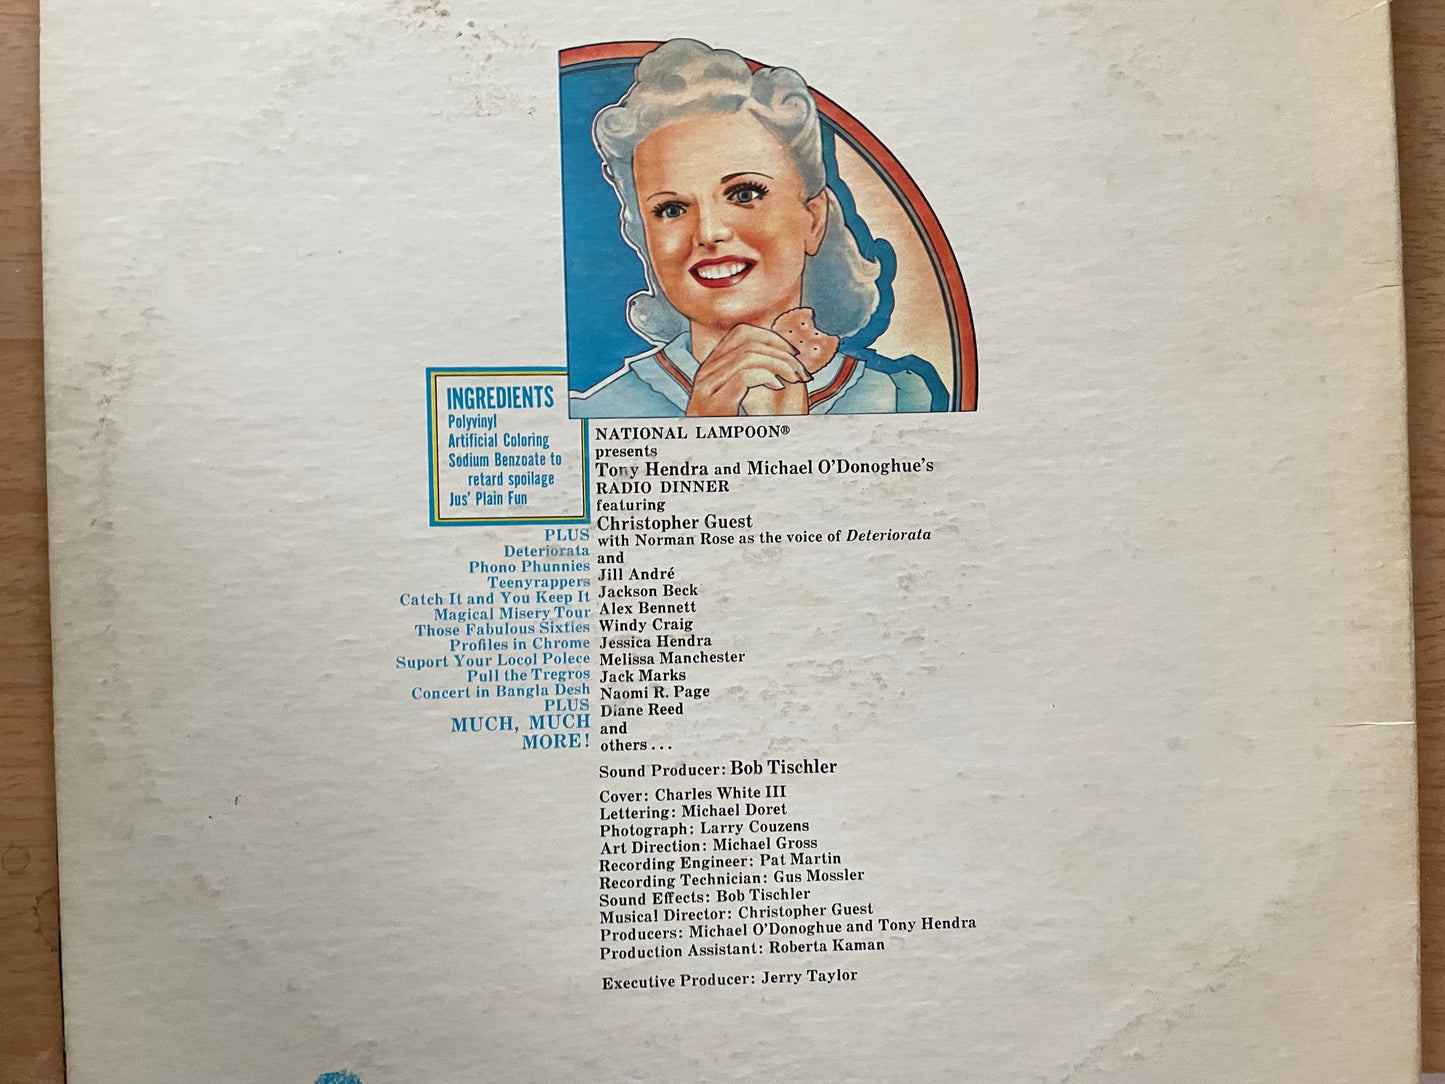 INGREDIENTS
Polyvinyl
Artificial Coloring
Sodium Benzoate to
retard spoilage
Jus' Plain Fun
PLUS
Deteriorata
Phono Phunnies
Teenyrappers
Catch It and You Keep It
Magical Misery Tour
Those Fabulous Sixties
Profiles in Chrome
Suport Your Locol Polece
Pull the Tregros
Concert in Bangla Desh
PLUS
MUCH, MUCH
MORE!
NATIONAL LAMPOON®
presents
Tony Hendra and Michael O'Donoghue's
RADIO DINNER
featuring
Christopher Guest
with Norman Rose as the voice of Deteriorata
and
Jill André
Jackson Beck
Alex Bennett
Windy Craig
Jessica Hendra
Melissa Manchester
Jack Marks
Naomi R. Page
Diane Reed
and
others...
Sound Producer: Bob Tischler
Cover: Charles White III
Lettering: Michael Doret
Photograph: Larry Couzens
Art Direction: Michael Gross
Recording Engineer: Pat Martin
Recording Technician: Gus Mossler
Sound Effects: Bob Tischler
Musical Director: Christopher Guest
Producers: Michael O'Donoghue and Tony Hendra
Production Assistant: Roberta Kaman
Executive Producer: Jerry Taylor